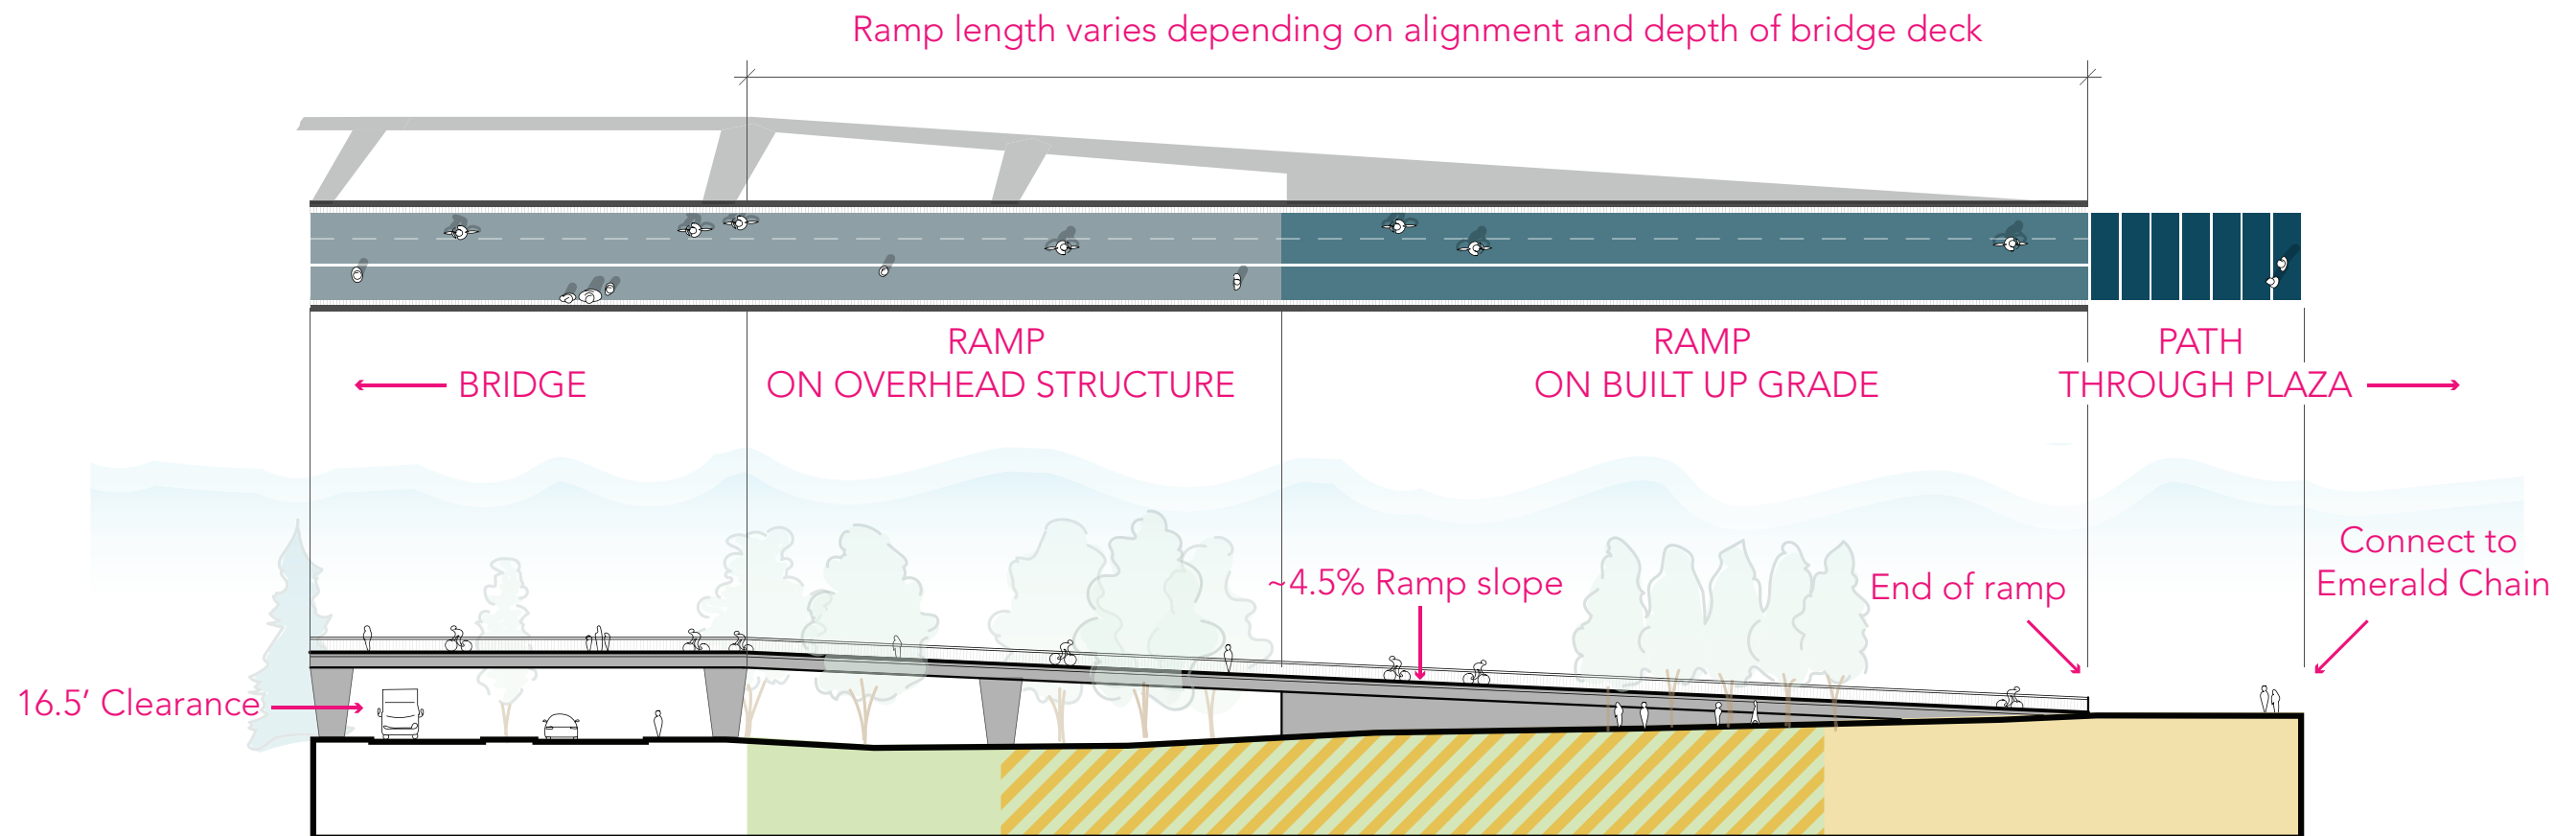 Ramp length varies depending on alignment and depth of bridge deck
BRIDGE
RAMP
ON OVERHEAD STRUCTURE
RAMP
ON BUILT UP GRADE
PATH
THROUGH PLAZA
~4.5% Ramp slope
End of ramp
Connect to
Emerald Chain
16.5’ Clearance